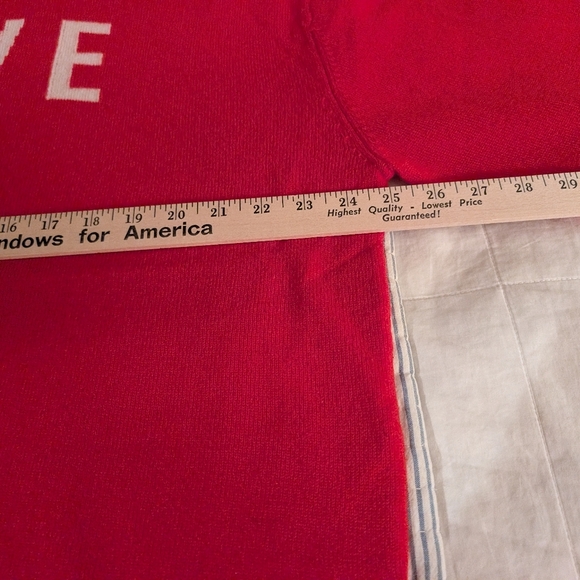 VE
16 17 18 19 20 21 22 23 24 25 26 27 28 29
Highest Quality - Lowest Price
Guaranteed!
ndows for America